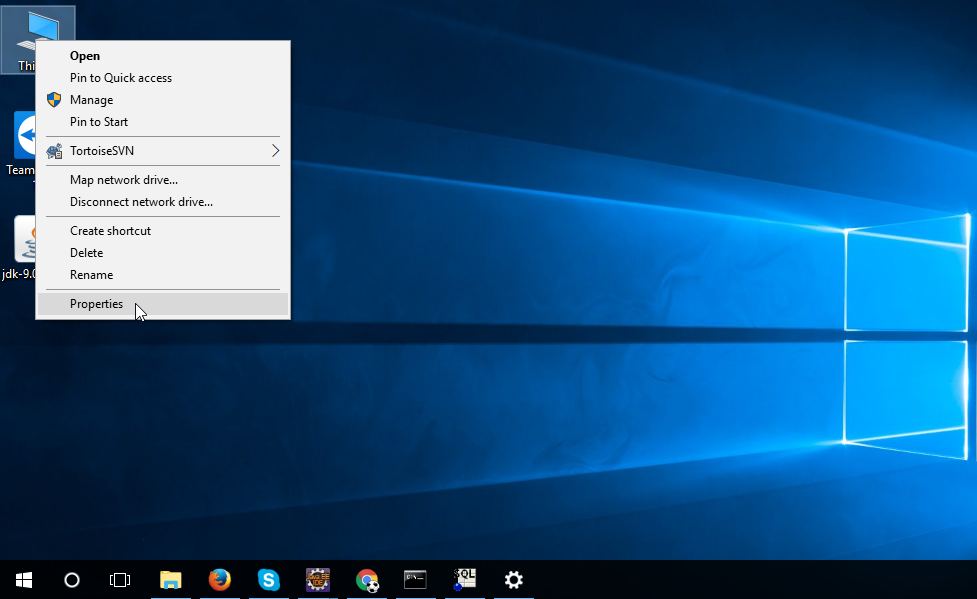 Open
Pin to Quick access
Manage
Pin to Start
TortoiseSVN
Map network drive...
Disconnect network drive...
Create shortcut
Delete
Rename
Properties
Thi
Team
jdk-9.0
SQL